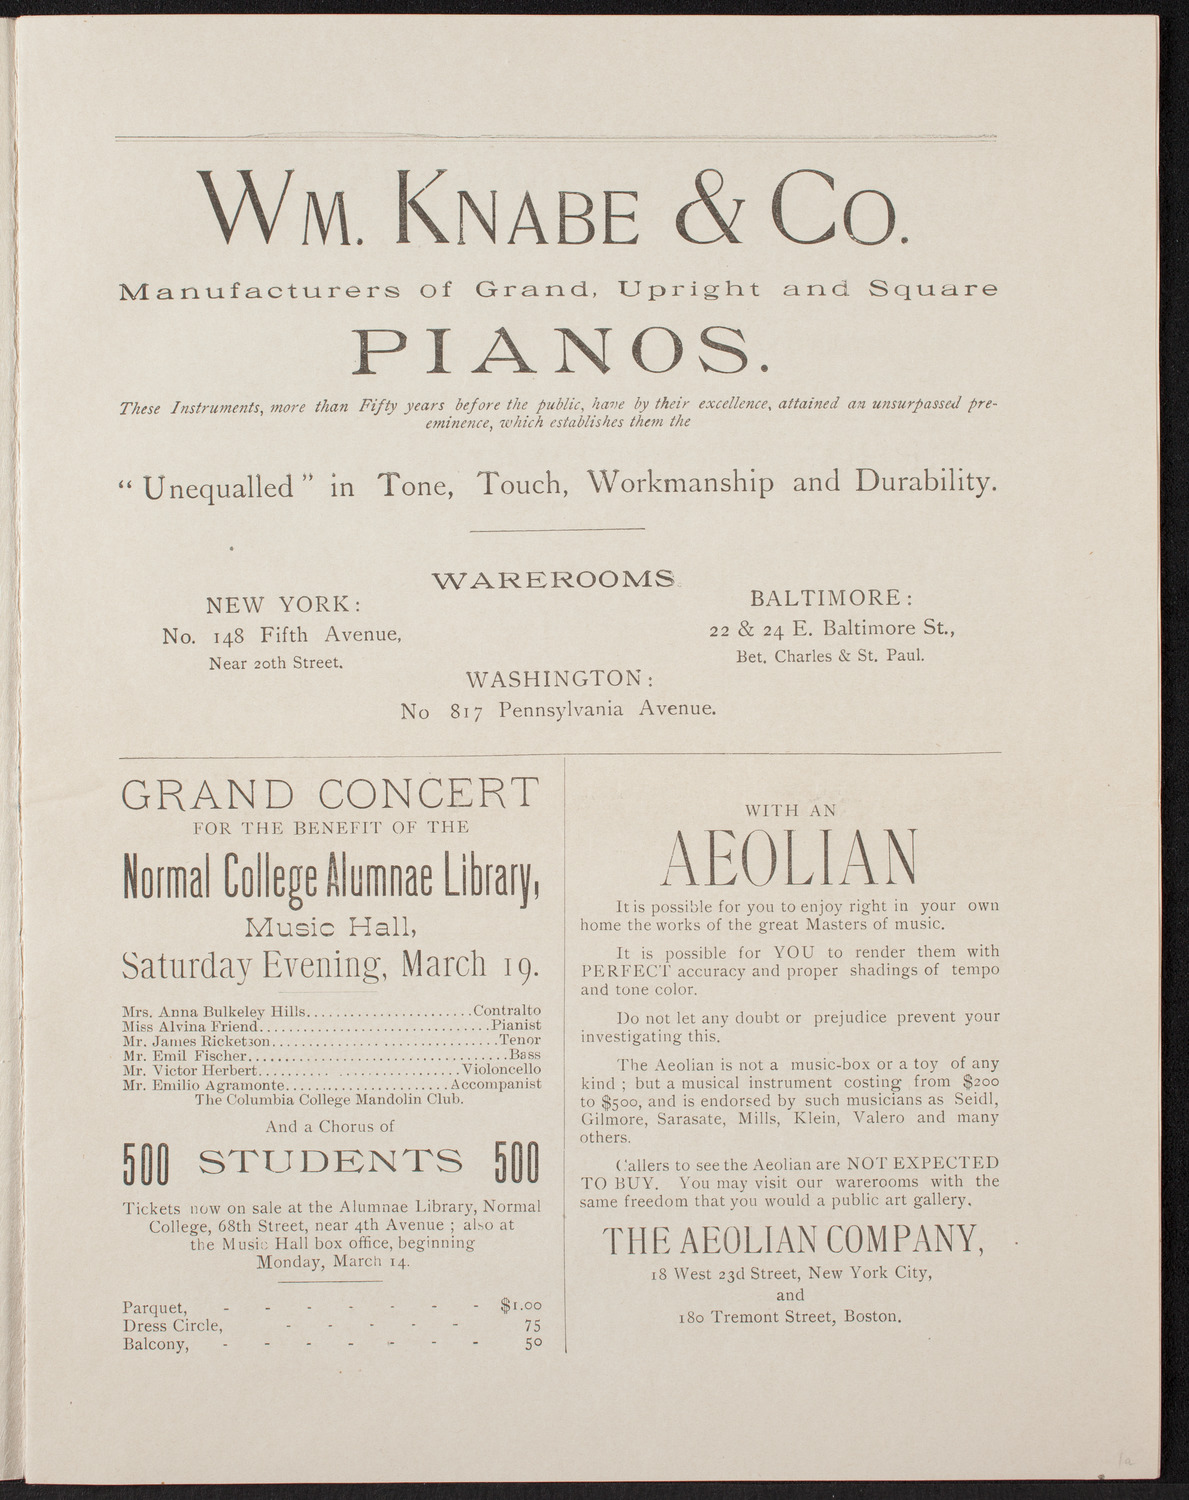 WM. KNABE & CO.
Manufacturers of Grand, Upright and Square
PIANOS.
These Instruments, more than Fifty years before the public, have by their excellence, attained an unsurpassed pre-
eminence, which establishes them the
“ Unequalled ” in Tone, Touch, Workmanship and Durability.
WAREROOMS
NEW YORK:
No. 148 Fifth Avenue,
Near 20th Street.
BALTIMORE:
22 & 24 E. Baltimore St.,
Bet. Charles & St. Paul.
WASHINGTON:
No 817 Pennsylvania Avenue.
GRAND CONCERT
FOR THE BENEFIT OF THE
Normal College Alumnae Library,
Music Hall,
Saturday Evening, March 19.
Mrs. Anna Bulkeley Hills......................Contralto
Miss Alvina Friend...............................Pianist
Mr. James Ricketson..............................Tenor
Mr. Emil Fischer...................................Bass
Mr. Victor Herbert.......... ................Violoncello
Mr. Emilio Agramonte......................Accompanist
The Columbia College Mandolin Club.
And a Chorus of
500 STUDENTS 500
Tickets now on sale at the Alumnae Library, Normal
College, 68th Street, near 4th Avenue ; also at
the Music Hall box office, beginning
Monday, March 14.
Parquet, - - - - - - - $1.00
Dress Circle, - - - - - 75
Balcony, - - - - - - - 50
WITH AN
AEOLIAN
It is possible for you to enjoy right in your own
home the works of the great Masters of music.
It is possible for YOU to render them with
PERFECT accuracy and proper shadings of tempo
and tone color.
Do not let any doubt or prejudice prevent your
investigating this.
The Aeolian is not a music-box or a toy of any
kind ; but a musical instrument costing from $200
to $500, and is endorsed by such musicians as Seidl,
Gilmore, Sarasate, Mills, Klein, Valero and many
others.
Callers to see the Aeolian are NOT EXPECTED
TO BUY. You may visit our warerooms with the
same freedom that you would a public art gallery.
THE AEOLIAN COMPANY,
18 West 23d Street, New York City,
and
180 Tremont Street, Boston.
1a